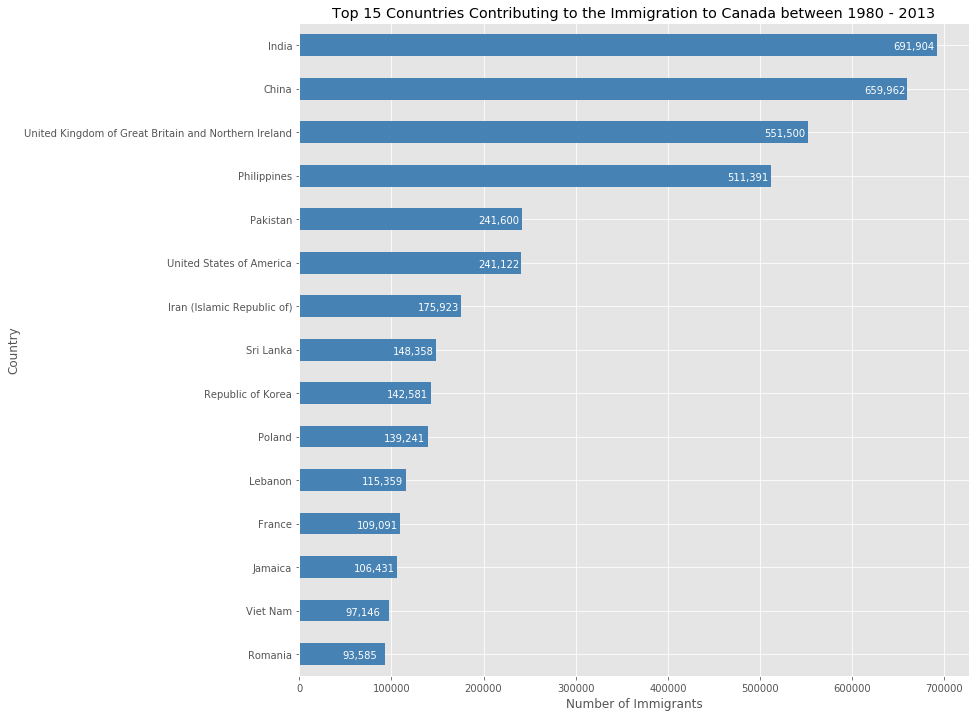 Top 15 Conuntries Contributing to the Immigration to Canada between 1980 - 2013
India 691,904
China 659,962
United Kingdom of Great Britain and Northern Ireland 551,500
Philippines 511,391
Pakistan 241,600
United States of America 241,122
Iran (Islamic Republic of) 175,923
Sri Lanka 148,358
Country
Republic of Korea 142,581
Poland 139,241
Lebanon 115,359
France 109,091
Jamaica 106,431
Viet Nam 97,146
Romania 93,585
0 100000 200000 300000 400000 500000 600000 700000
Number of Immigrants